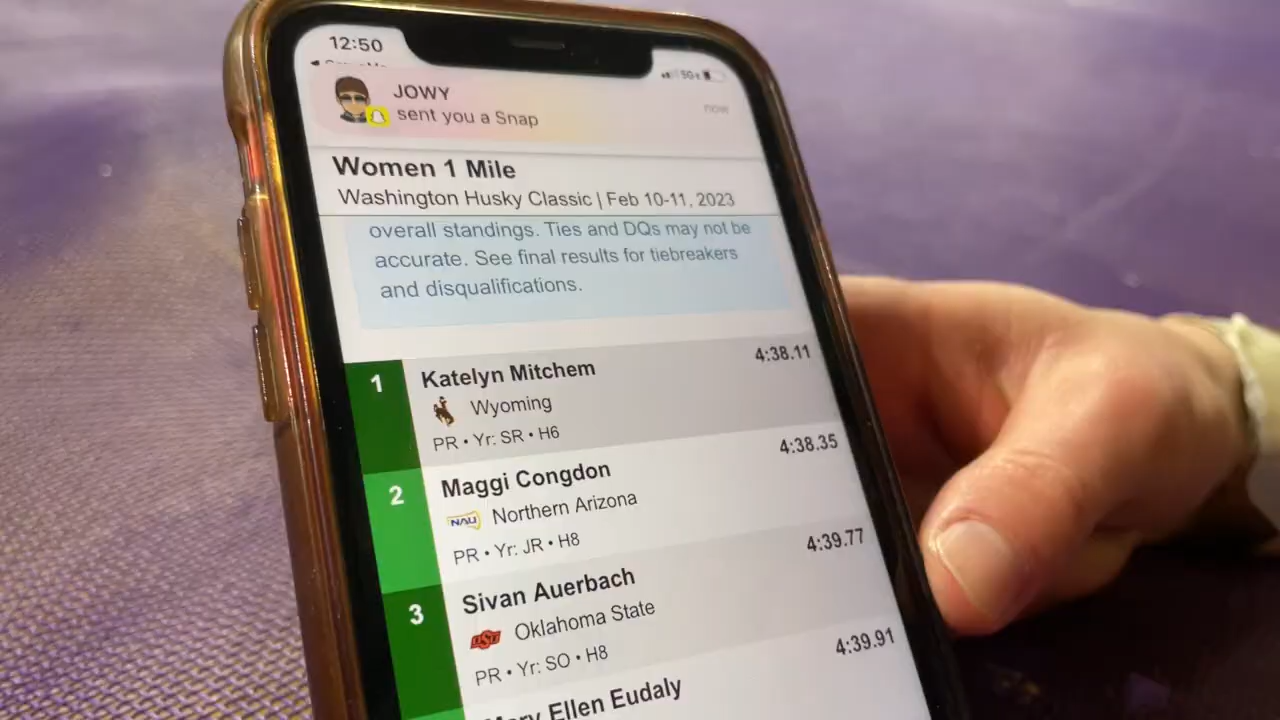 12:50
5G
JOWY
sent you a Snap
now
Women 1 Mile
Washington Husky Classic | Feb 10-11, 2023
overall standings. Ties and DQs may not be
accurate. See final results for tiebreakers
and disqualifications.
1
Katelyn Mitchem
4:38.11
Wyoming
PR • Yr: SR • H6
2
Maggi Congdon
4:38.35
NAU Northern Arizona
PR • Yr: JR • H8
3
Sivan Auerbach
4:39.77
OSU Oklahoma State
PR • Yr: SO • H8
Mary Ellen Eudaly
4:39.91